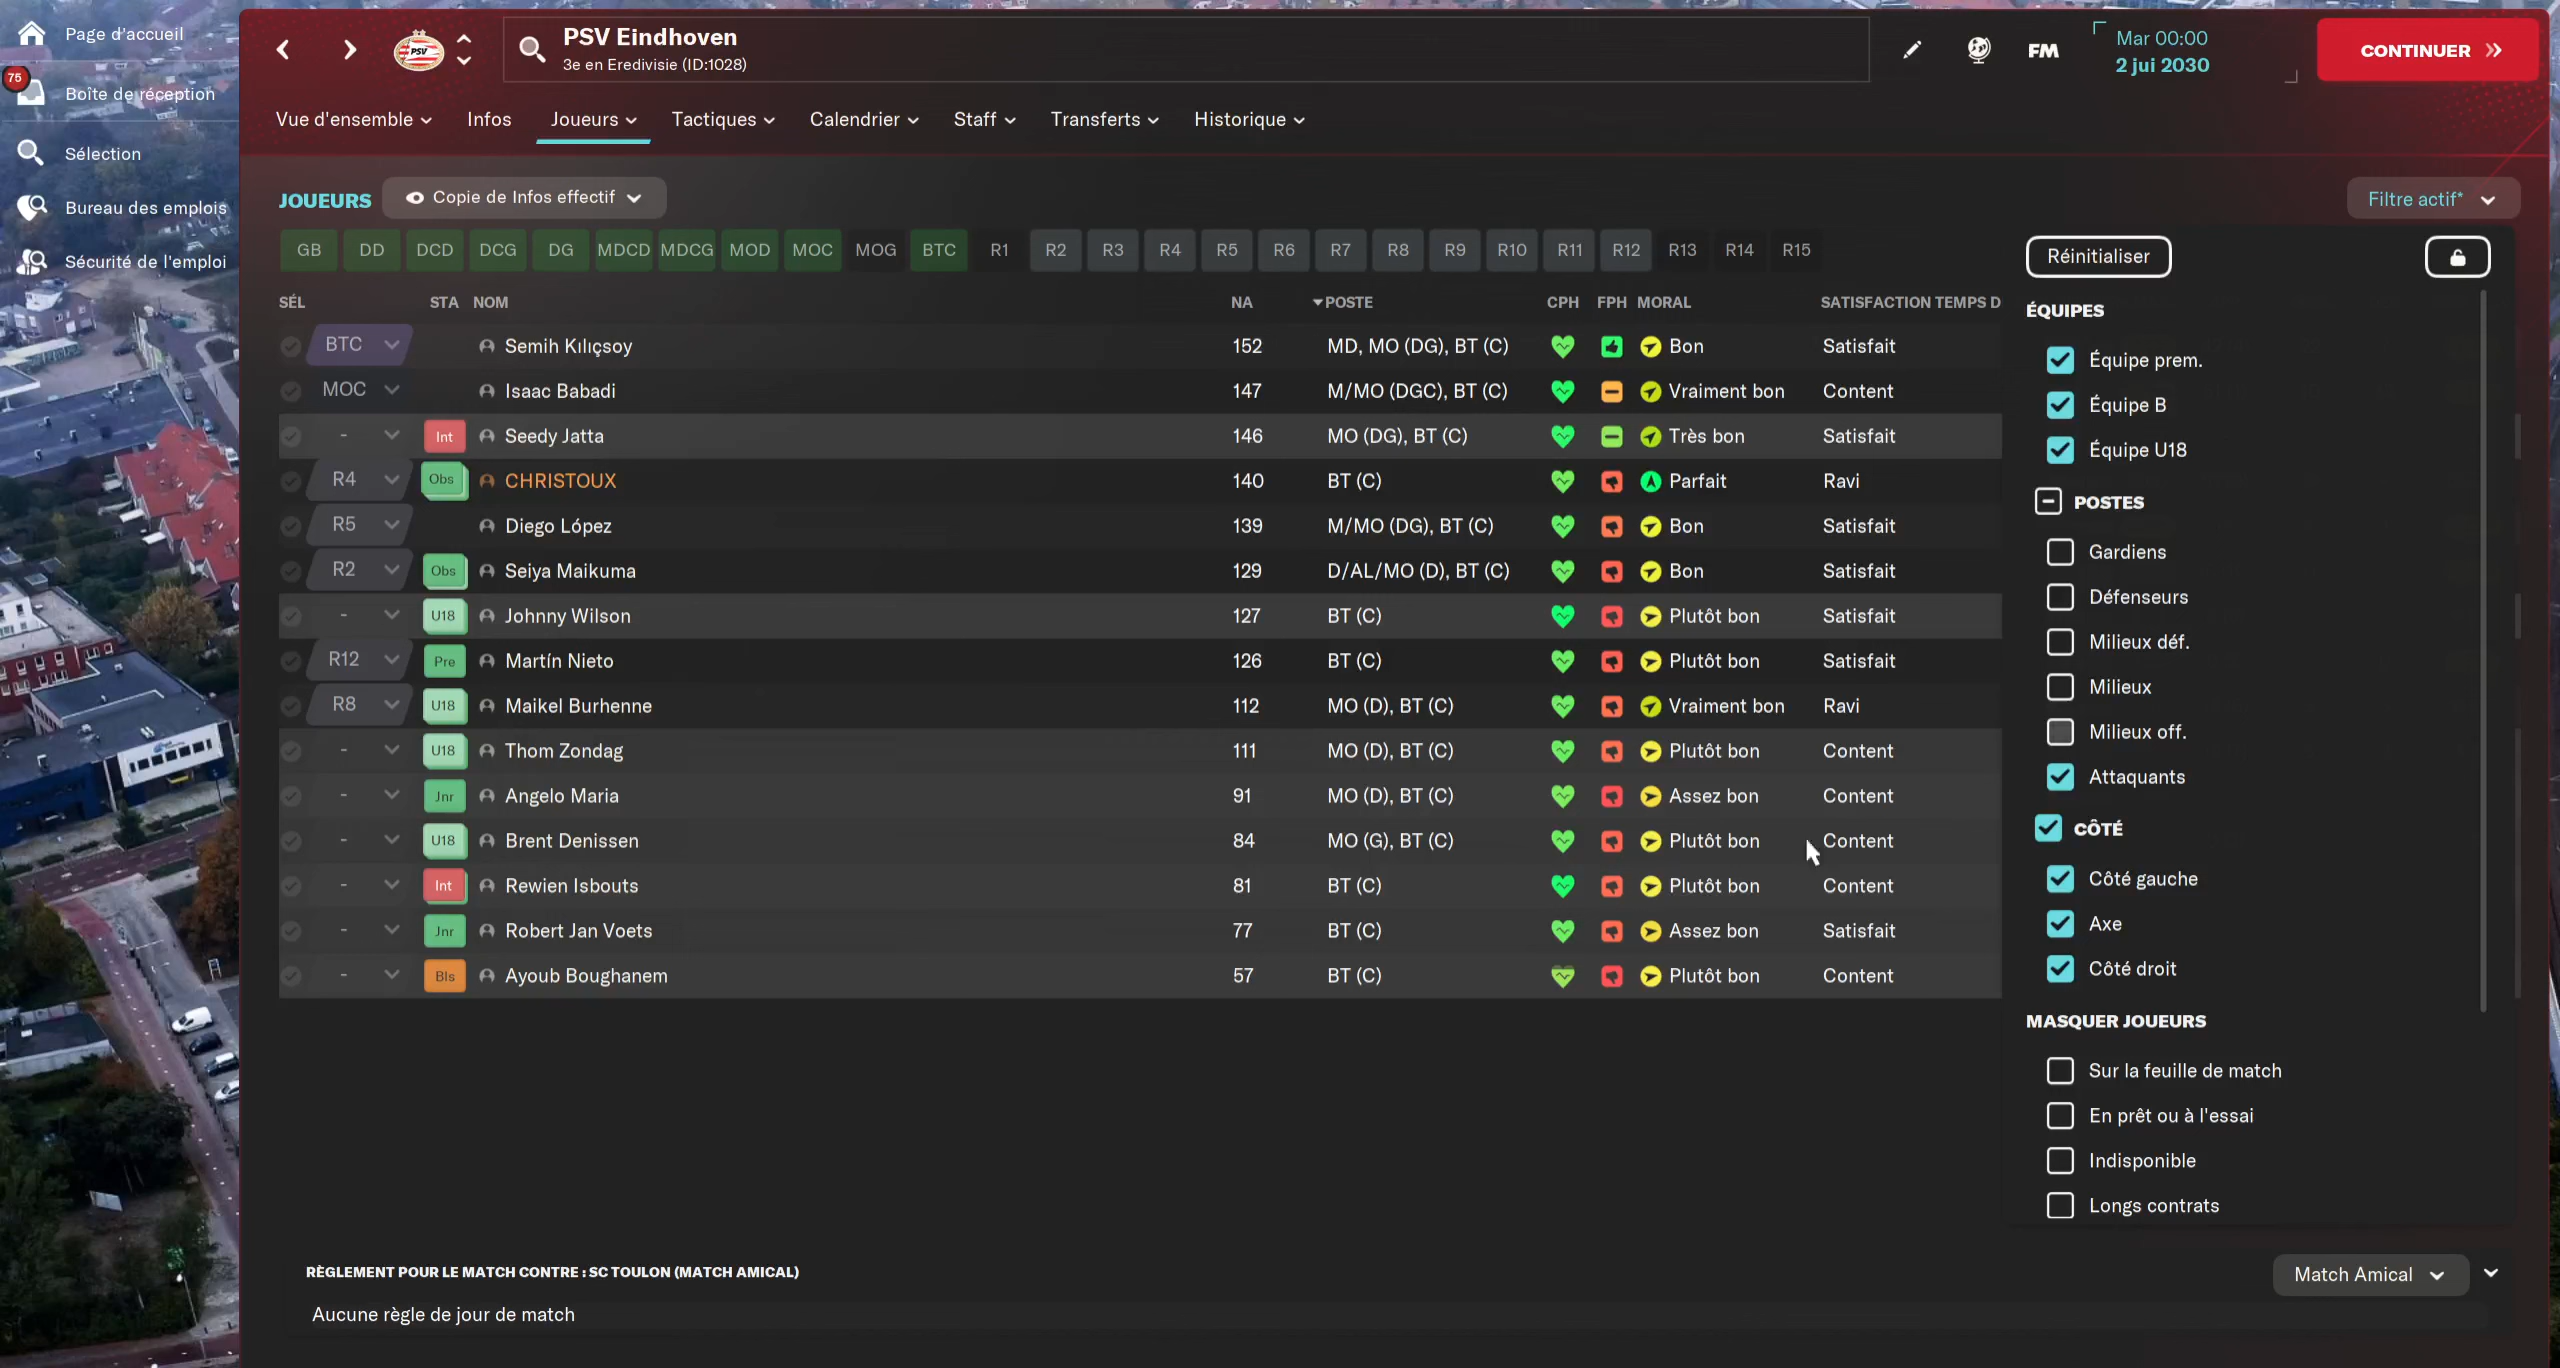 Page d'accueil
75
Boîte de réception
Sélection
Bureau des emplois
Sécurité de l'emploi
PSV
PSV Eindhoven
3e en Eredivisie (ID:1028)
FM
Mar 00:00
2 jui 2030
CONTINUER
Vue d'ensemble Infos Joueurs Tactiques Calendrier Staff Transferts Historique
JOUEURS Copie de Infos effectif Filtre actif*
GB DD DCD DCG DG MDCD MDCG MOD MOC MOG BTC R1 R2 R3 R4 R5 R6 R7 R8 R9 R10 R11 R12 R13 R14 R15
SÉL STA NOM NA POSTE CPH FPH MORAL SATISFACTION TEMPS D
BTC Semih Kılıçsoy 152 MD, MO (DG), BT (C) Bon Satisfait
MOC Isaac Babadi 147 M/MO (DGC), BT (C) Vraiment bon Content
- Int Seedy Jatta 146 MO (DG), BT (C) Très bon Satisfait
R4 Obs CHRISTOUX 140 BT (C) Parfait Ravi
R5 Diego López 139 M/MO (DG), BT (C) Bon Satisfait
R2 Obs Seiya Maikuma 129 D/AL/MO (D), BT (C) Bon Satisfait
- U18 Johnny Wilson 127 BT (C) Plutôt bon Satisfait
R12 Pre Martín Nieto 126 BT (C) Plutôt bon Satisfait
R8 U18 Maikel Burhenne 112 MO (D), BT (C) Vraiment bon Ravi
- U18 Thom Zondag 111 MO (D), BT (C) Plutôt bon Content
- Jnr Angelo Maria 91 MO (D), BT (C) Assez bon Content
- U18 Brent Denissen 84 MO (G), BT (C) Plutôt bon Content
- Int Rewien Isbouts 81 BT (C) Plutôt bon Content
- Jnr Robert Jan Voets 77 BT (C) Assez bon Satisfait
- Bls Ayoub Boughanem 57 BT (C) Plutôt bon Content
Réinitialiser
ÉQUIPES
Équipe prem.
Équipe B
Équipe U18
POSTES
Gardiens
Défenseurs
Milieux déf.
Milieux
Milieux off.
Attaquants
CÔTÉ
Côté gauche
Axe
Côté droit
MASQUER JOUEURS
Sur la feuille de match
En prêt ou à l'essai
Indisponible
Longs contrats
RÈGLEMENT POUR LE MATCH CONTRE : SC TOULON (MATCH AMICAL)
Match Amical
Aucune règle de jour de match